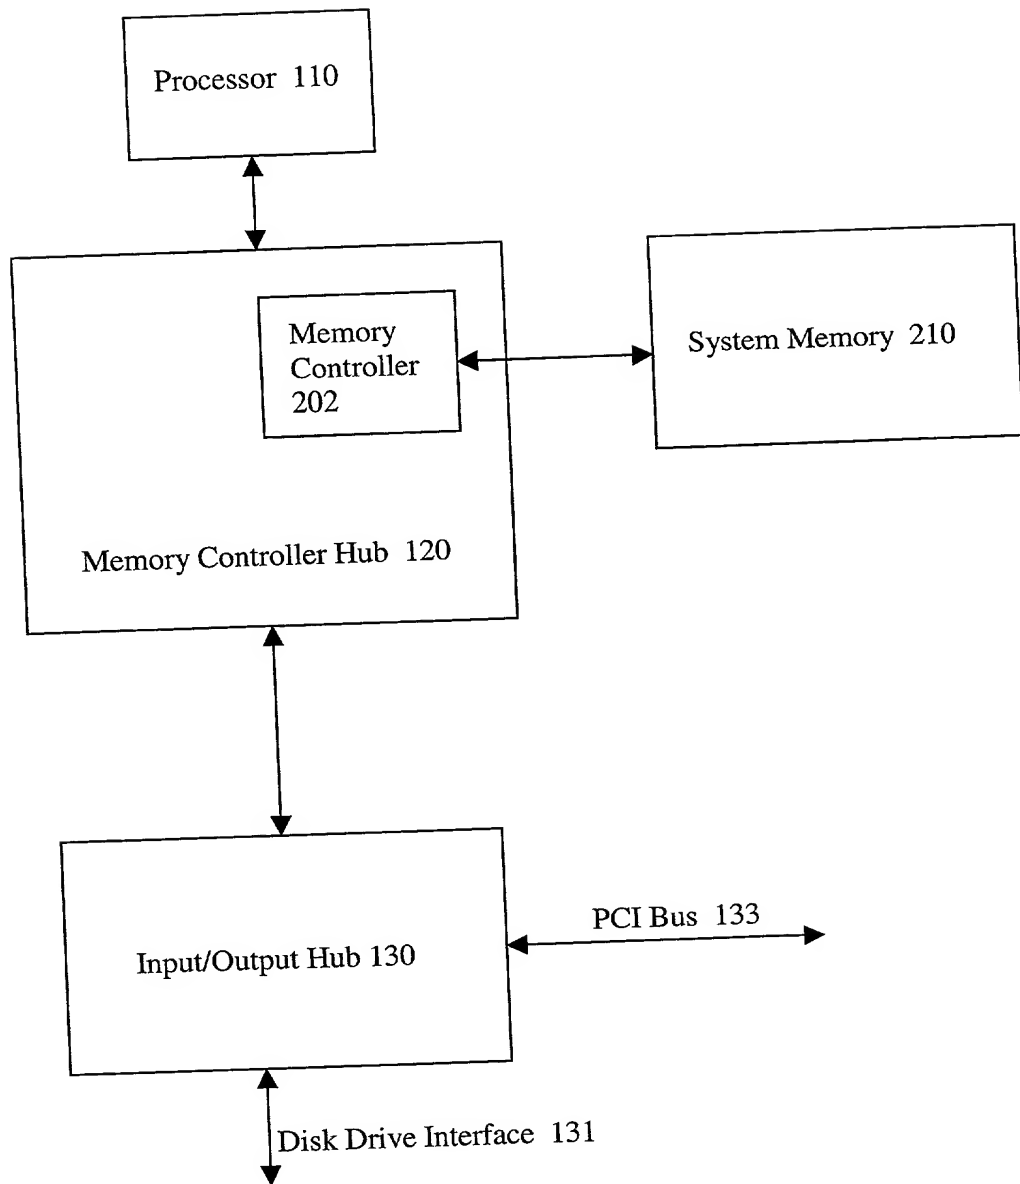 Processor 110
Memory
Controller
202
System Memory 210
Memory Controller Hub 120
PCI Bus 133
Input/Output Hub 130
Disk Drive Interface 131